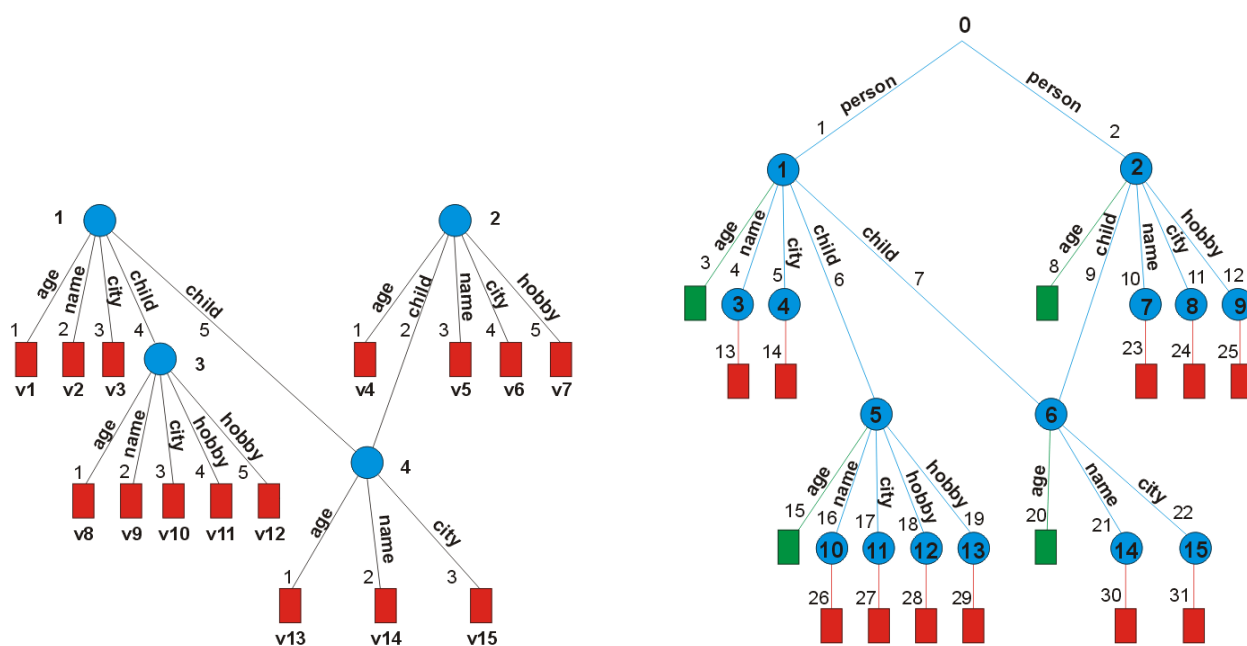 1
2
age
name
city
child
child
1
2
3
4
5
v1
v2
v3
3
age
child
name
city
hobby
1
2
3
4
5
v4
v5
v6
v7
age
name
city
hobby
hobby
1
2
3
4
5
v8
v9
v10
v11
v12
4
age
name
city
1
2
3
v13
v14
v15
0
person
person
1
2
1
2
age
name
city
child
child
3
4
5
6
7
3
4
13
14
age
child
name
city
hobby
8
9
10
11
12
7
8
9
23
24
25
5
6
age
name
city
hobby
hobby
15
16
17
18
19
10
11
12
13
26
27
28
29
age
name
city
20
21
22
14
15
30
31